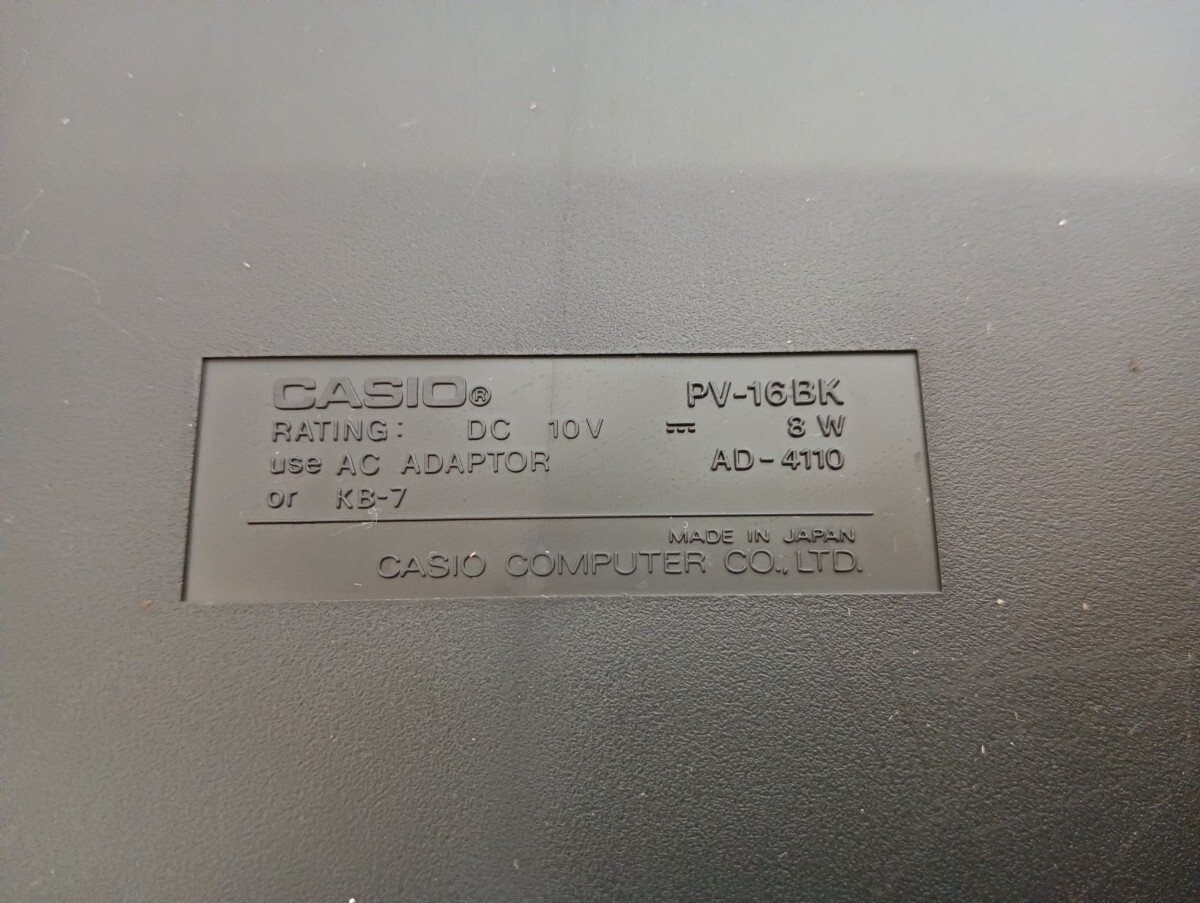 CASIO® PV-16BK
RATING: DC 10V ⎓ 8W
use AC ADAPTOR AD-4110
or KB-7
MADE IN JAPAN
CASIO COMPUTER CO., LTD.